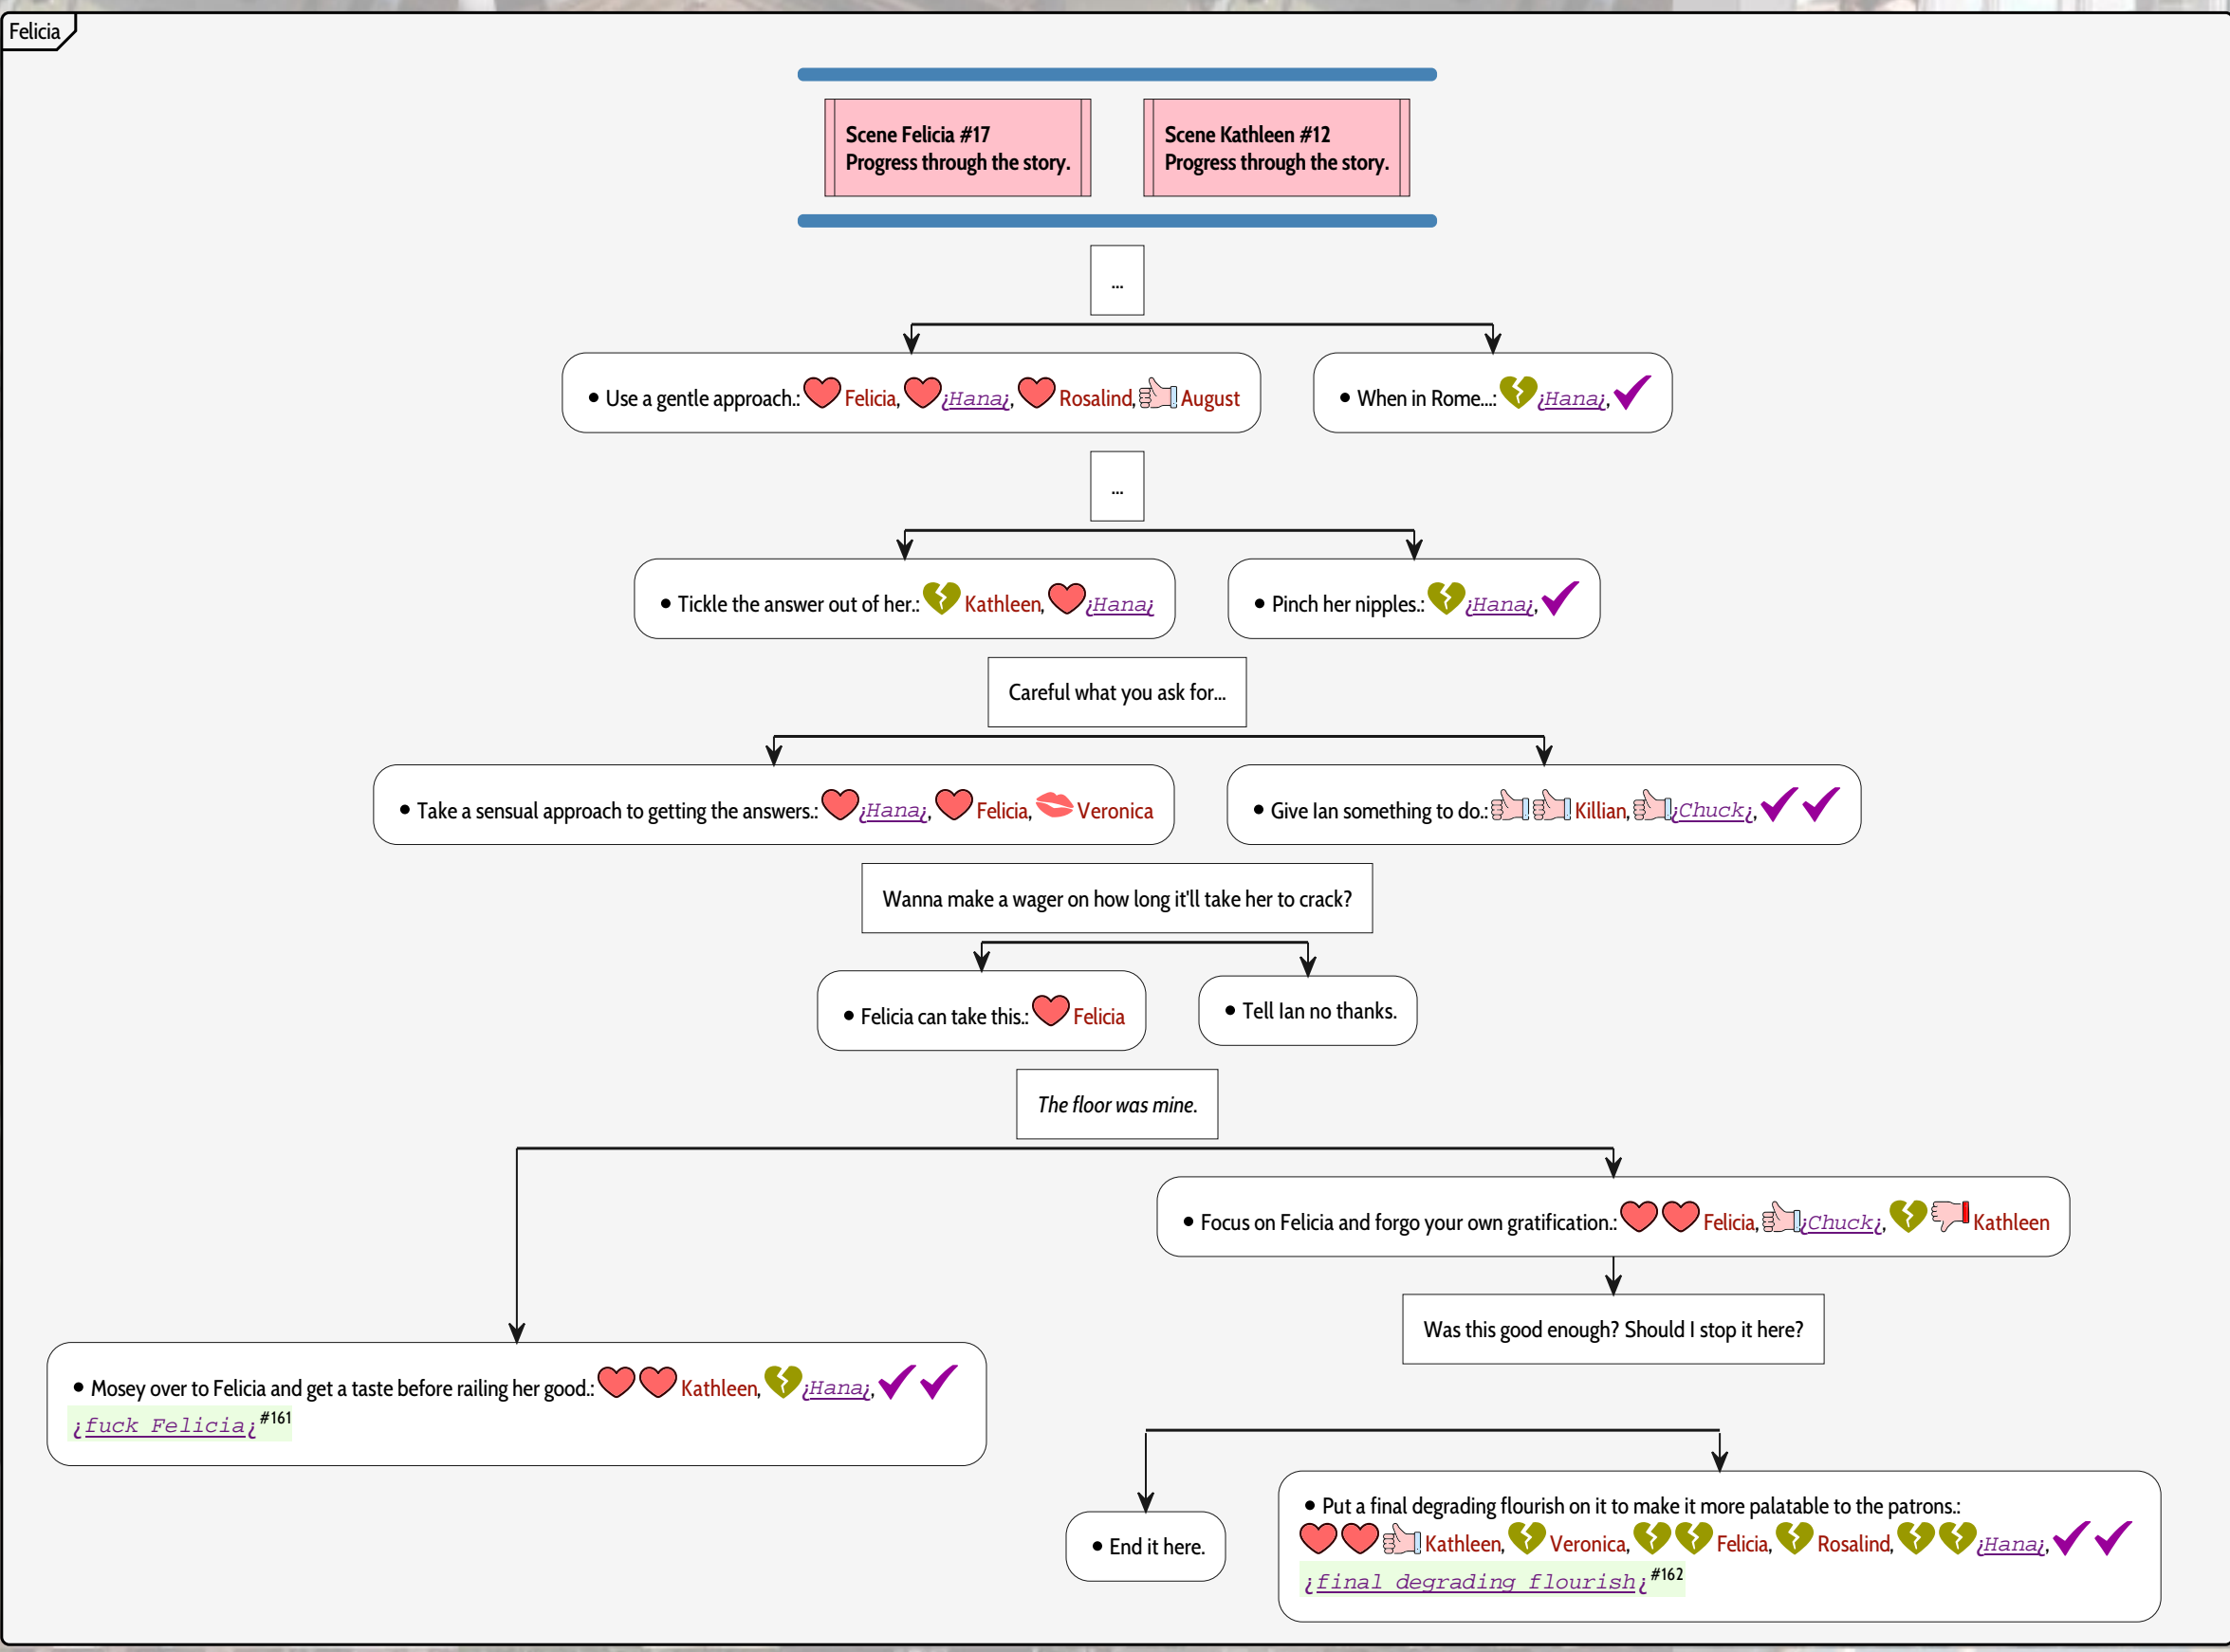 Felicia
Scene Felicia #17
Progress through the story.
Scene Kathleen #12
Progress through the story.
...
• Use a gentle approach.: Felicia, ¿Hana¿, Rosalind, August
• When in Rome...: ¿Hana¿,
...
• Tickle the answer out of her.: Kathleen, ¿Hana¿
• Pinch her nipples.: ¿Hana¿,
Careful what you ask for...
• Take a sensual approach to getting the answers.: ¿Hana¿, Felicia, Veronica
• Give Ian something to do.: Killian, ¿Chuck¿,
Wanna make a wager on how long it'll take her to crack?
• Felicia can take this.: Felicia
• Tell Ian no thanks.
The floor was mine.
• Focus on Felicia and forgo your own gratification.: Felicia, ¿Chuck¿, Kathleen
Was this good enough? Should I stop it here?
• Mosey over to Felicia and get a taste before railing her good.: Kathleen, ¿Hana¿,
¿fuck Felicia¿#161
• End it here.
• Put a final degrading flourish on it to make it more palatable to the patrons.:
Kathleen, Veronica, Felicia, Rosalind, ¿Hana¿,
¿final degrading flourish¿#162